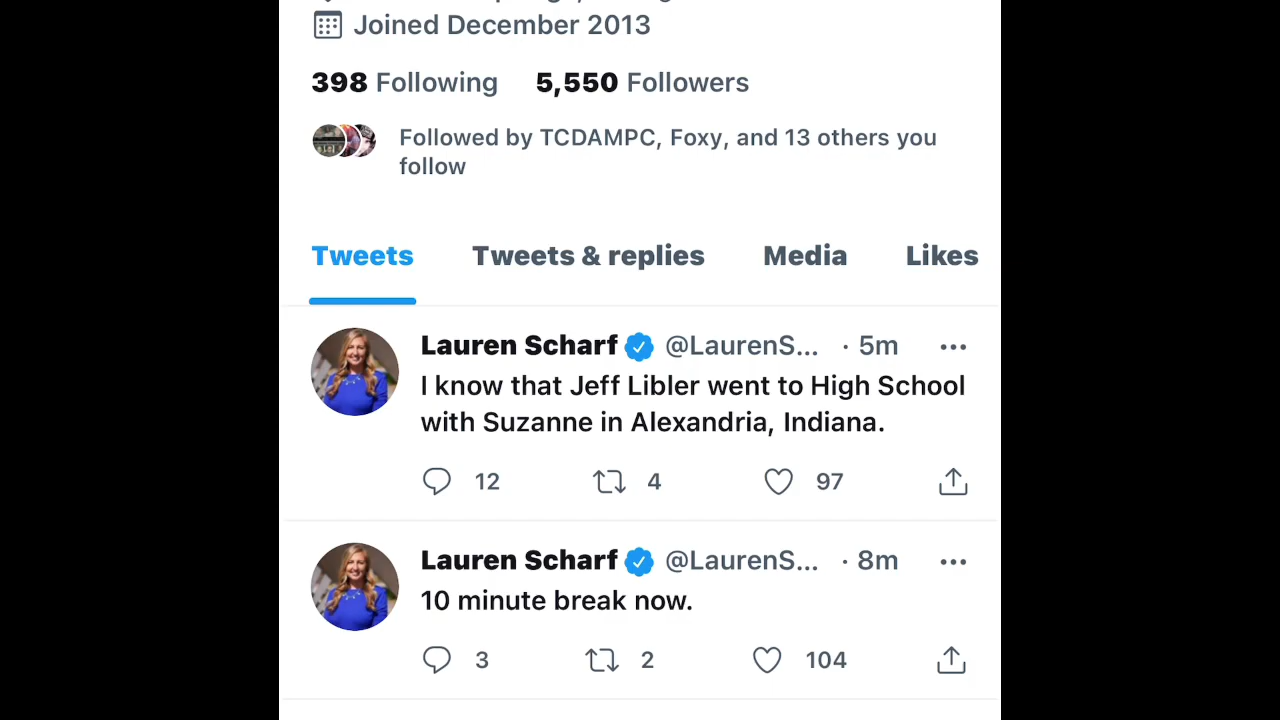 Joined December 2013
398 Following 5,550 Followers
Followed by TCDAMPC, Foxy, and 13 others you
follow
Tweets Tweets & replies Media Likes
Lauren Scharf @LaurenS... · 5m
I know that Jeff Libler went to High School
with Suzanne in Alexandria, Indiana.
12 4 97
Lauren Scharf @LaurenS... · 8m
10 minute break now.
3 2 104